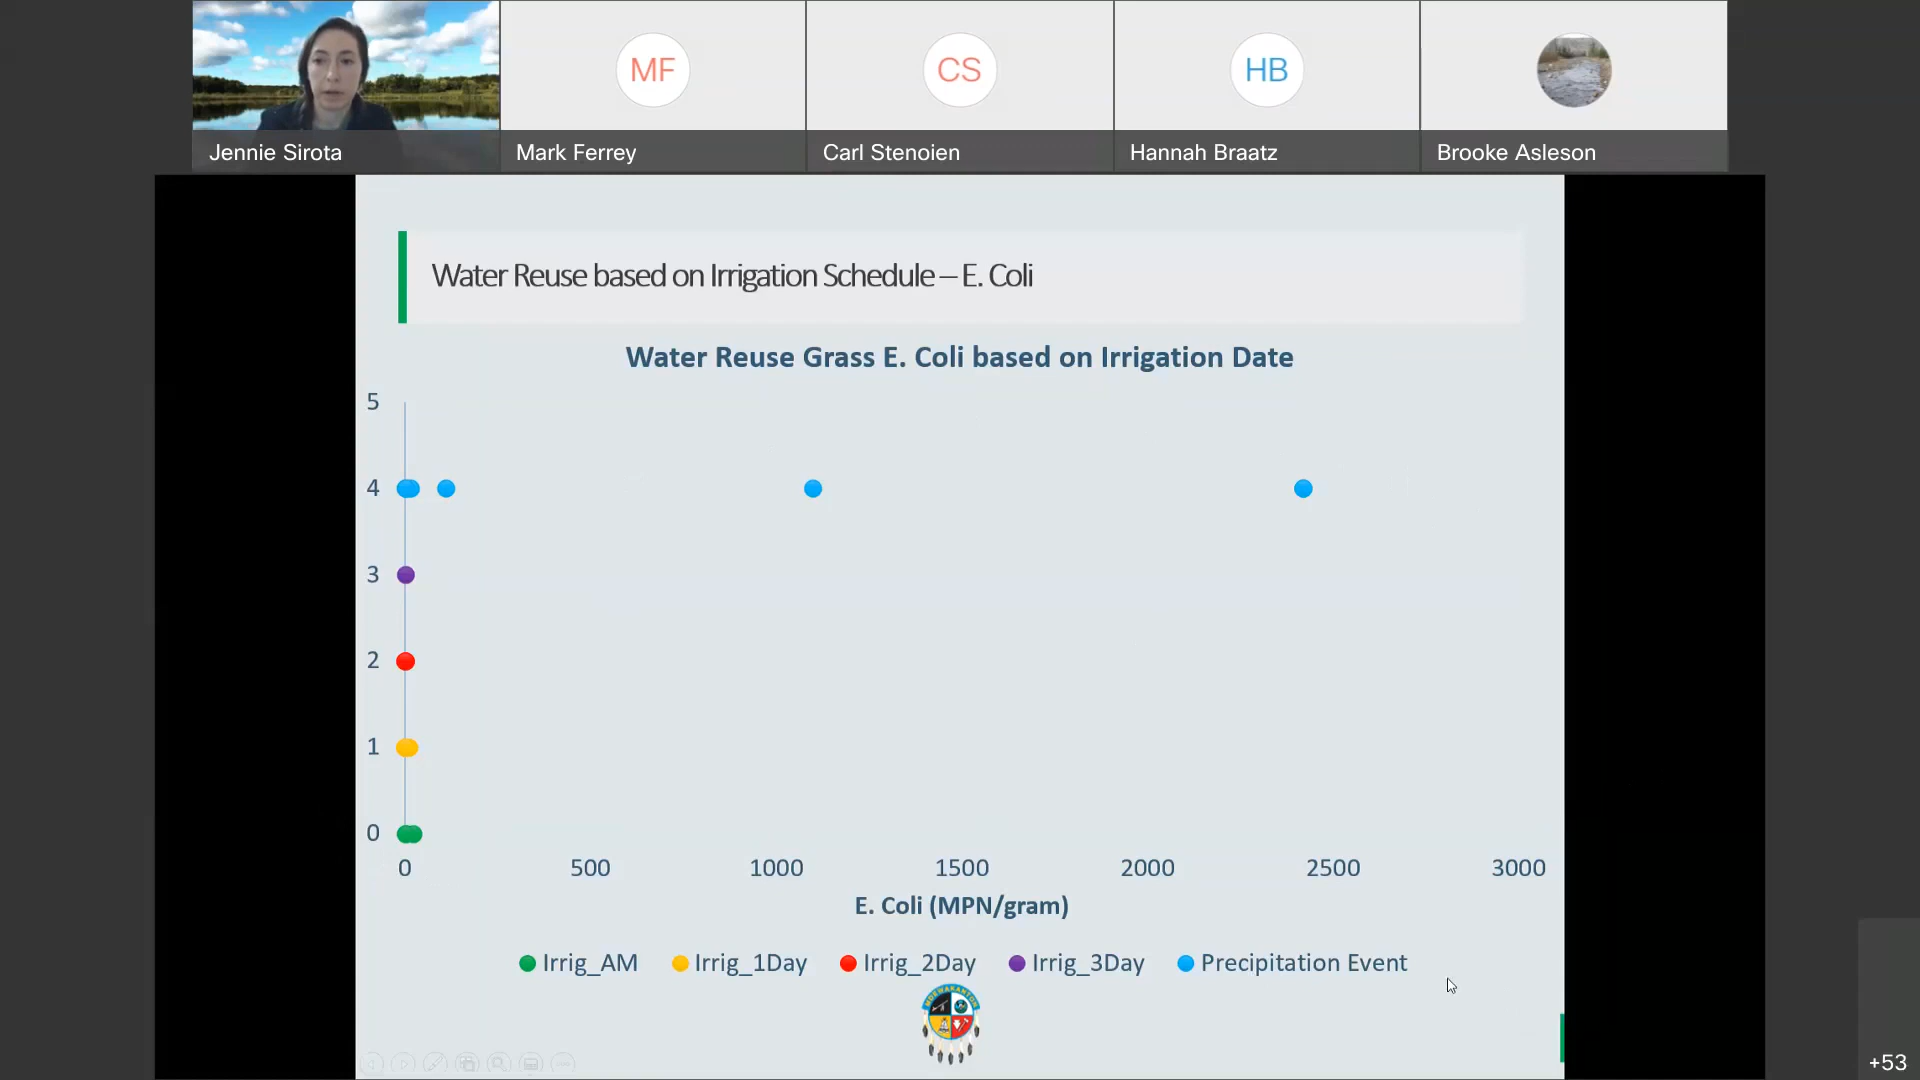 MF
CS
HB
Jennie Sirota
Mark Ferrey
Carl Stenoien
Hannah Braatz
Brooke Asleson
Water Reuse based on Irrigation Schedule – E. Coli
Water Reuse Grass E. Coli based on Irrigation Date
5
4
3
2
1
0
0 500 1000 1500 2000 2500 3000
E. Coli (MPN/gram)
Irrig_AM Irrig_1Day Irrig_2Day Irrig_3Day Precipitation Event
+53